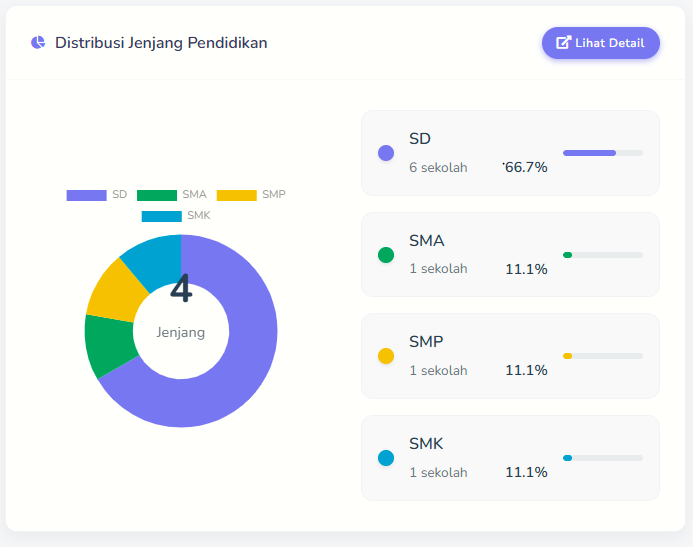 Distribusi Jenjang Pendidikan
Lihat Detail
SD SMA SMP
SMK
4
Jenjang
SD
6 sekolah 66.7%
SMA
1 sekolah 11.1%
SMP
1 sekolah 11.1%
SMK
1 sekolah 11.1%